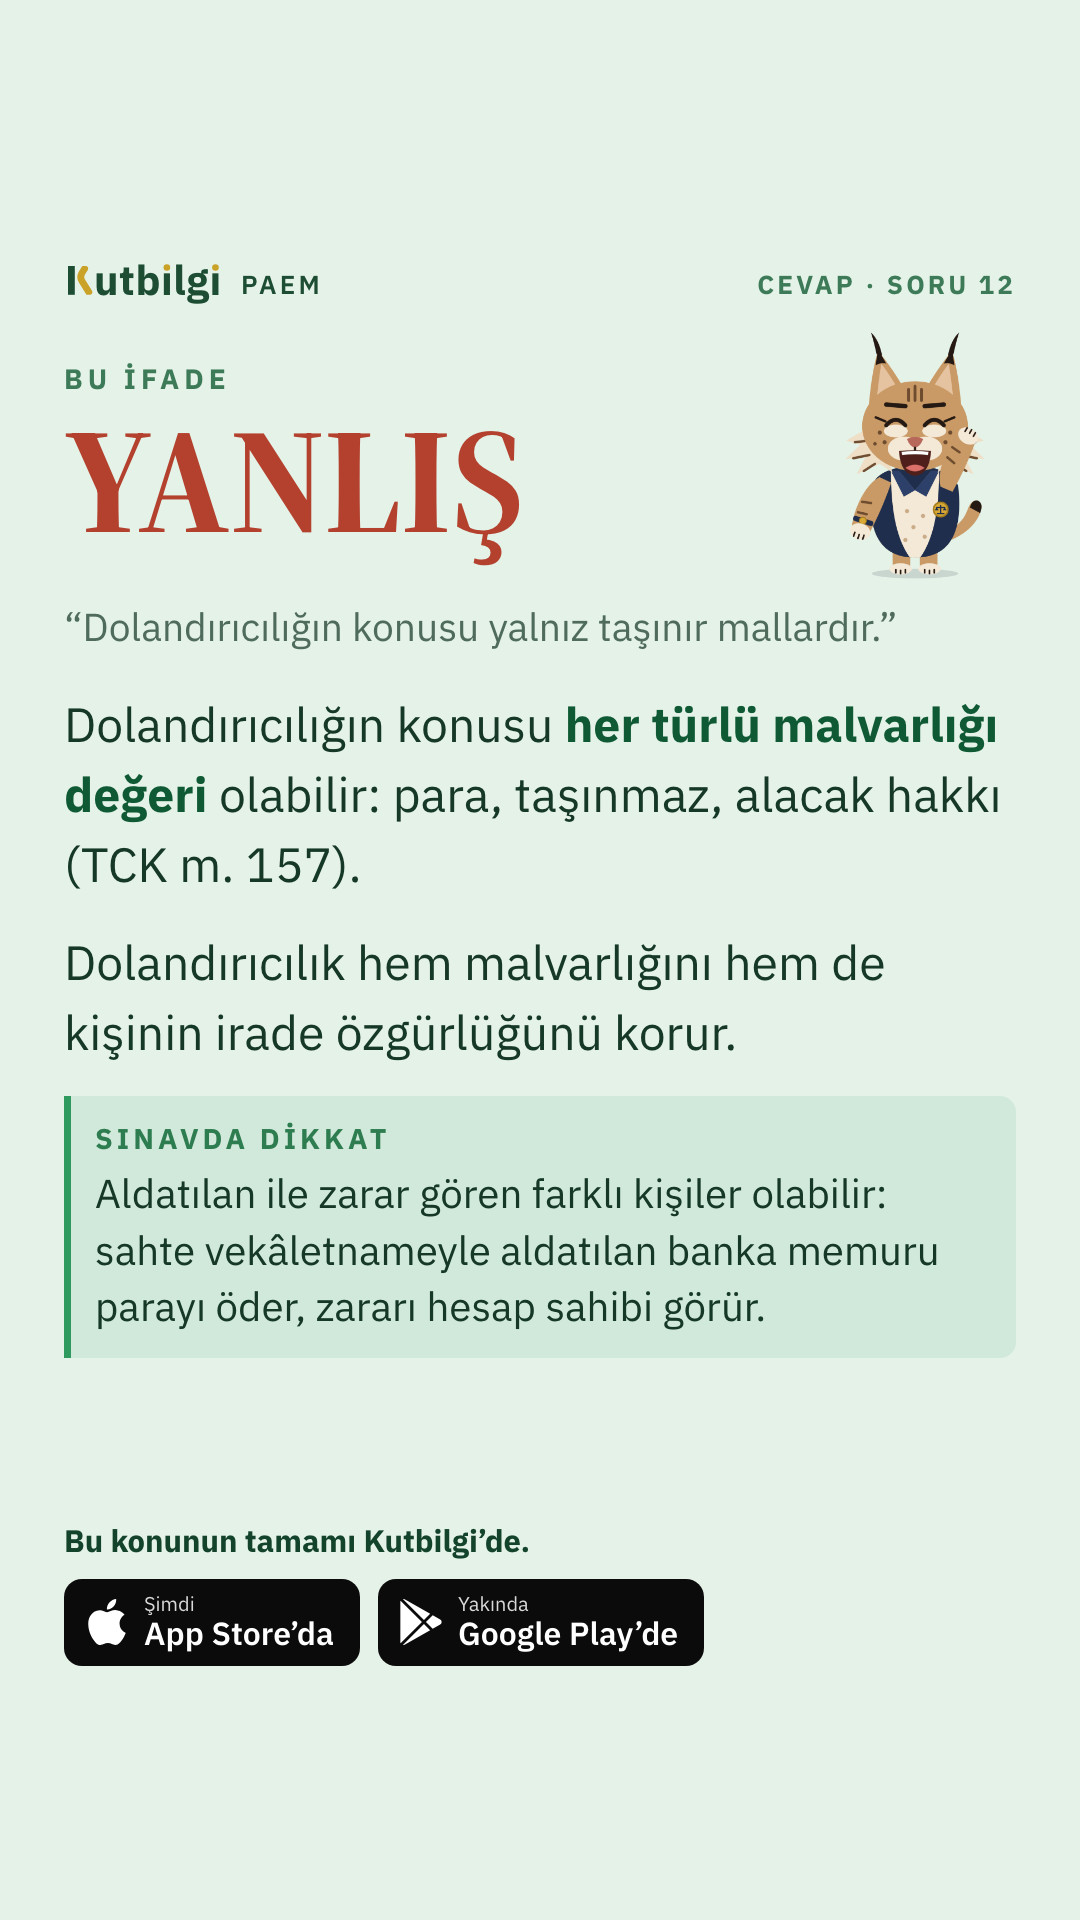 Kutbilgi PAEM
CEVAP · SORU 12
BU İFADE
YANLIŞ
“Dolandırıcılığın konusu yalnız taşınır mallardır.”
Dolandırıcılığın konusu her türlü malvarlığı
değeri olabilir: para, taşınmaz, alacak hakkı
(TCK m. 157).
Dolandırıcılık hem malvarlığını hem de
kişinin irade özgürlüğünü korur.
SINAVDA DİKKAT
Aldatılan ile zarar gören farklı kişiler olabilir:
sahte vekâletnameyle aldatılan banka memuru
parayı öder, zararı hesap sahibi görür.
Bu konunun tamamı Kutbilgi’de.
Şimdi
App Store’da
Yakında
Google Play’de